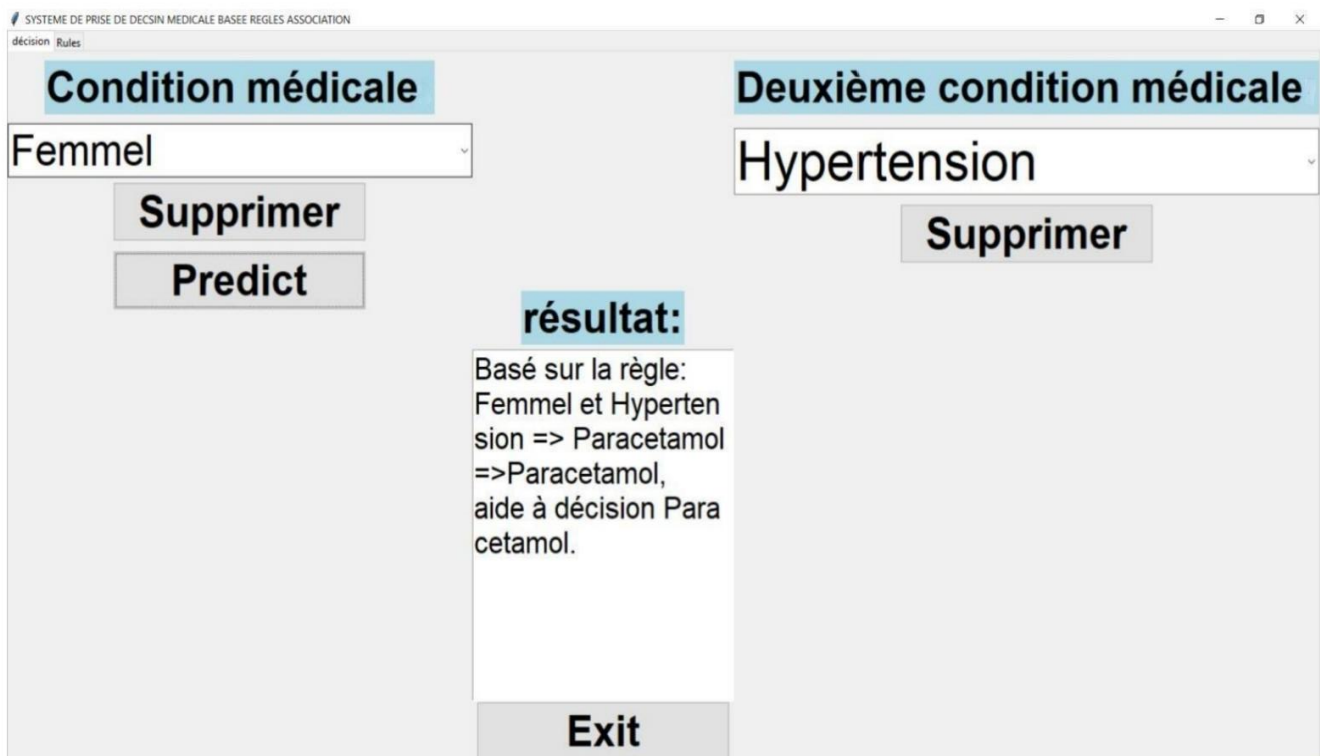 SYSTEME DE PRISE DE DECSIN MEDICALE BASEE REGLES ASSOCIATION
décision Rules
Condition médicale
Deuxième condition médicale
Femmel
Hypertension
Supprimer
Supprimer
Predict
résultat:
Basé sur la règle:
Femmel et Hyperten
sion => Paracetamol
=>Paracetamol,
aide à décision Para
cetamol.
Exit